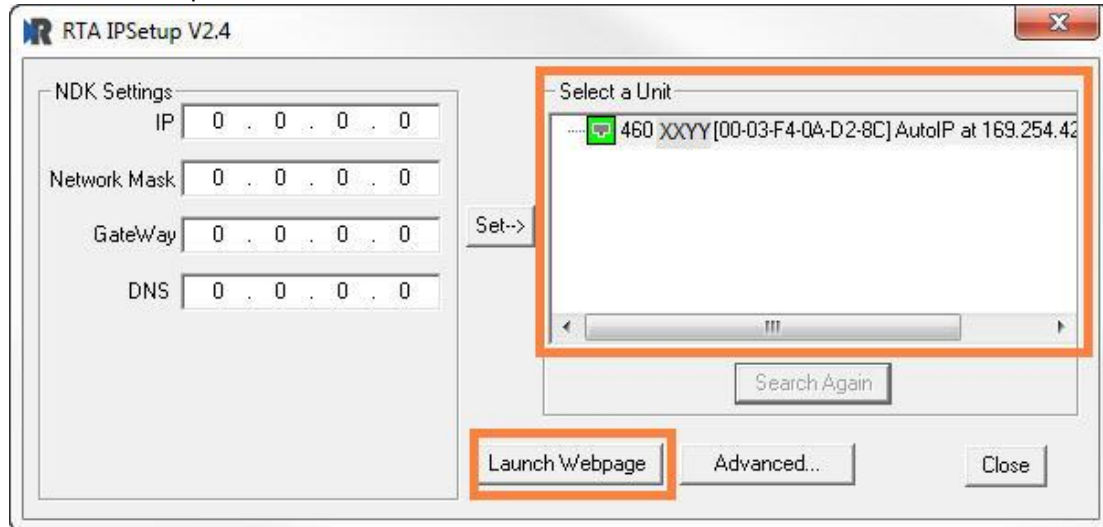 RTA IPSetup V2.4
NDK Settings
IP 0 . 0 . 0 . 0
Network Mask 0 . 0 . 0 . 0
GateWay 0 . 0 . 0 . 0
DNS 0 . 0 . 0 . 0
Set-->
Select a Unit
460 XXYY [00-03-F4-0A-D2-8C] AutoIP at 169.254.42
Search Again
Launch Webpage
Advanced...
Close